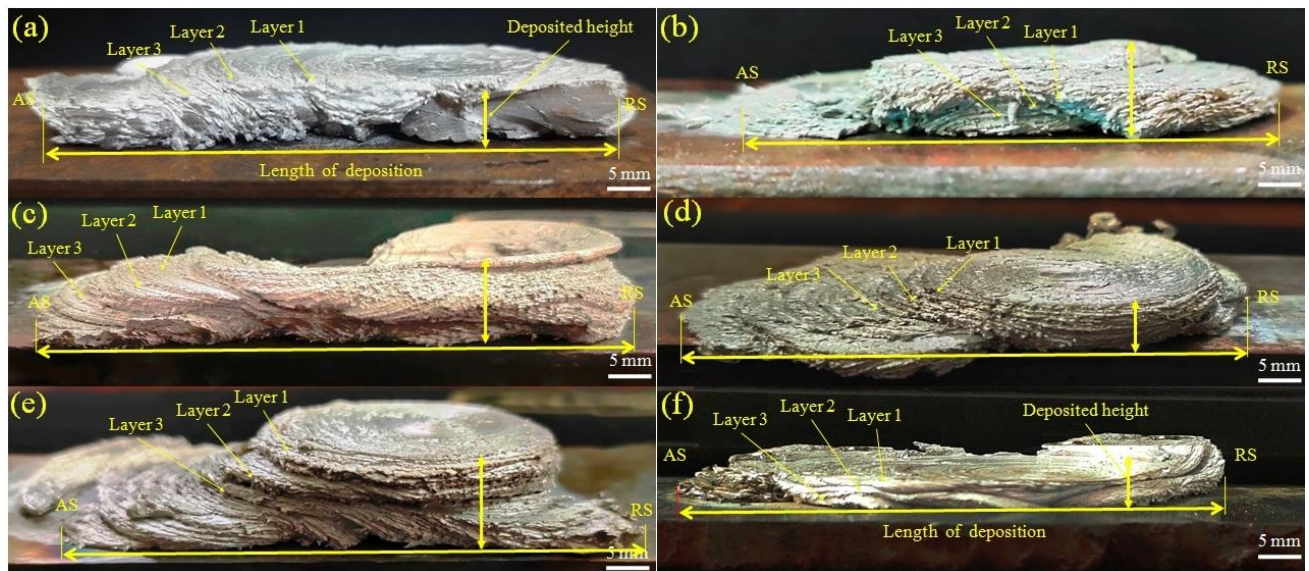 (a)
Layer 1
Layer 2
Layer 3
Deposited height
AS
RS
Length of deposition
5 mm
(b)
Layer 1
Layer 2
Layer 3
AS
RS
5 mm
(c)
Layer 1
Layer 2
Layer 3
AS
RS
5 mm
(d)
Layer 1
Layer 2
Layer 3
AS
RS
5 mm
(e)
Layer 1
Layer 2
Layer 3
AS
RS
5 mm
(f)
Layer 2
Layer 1
Layer 3
Deposited height
AS
RS
Length of deposition
5 mm